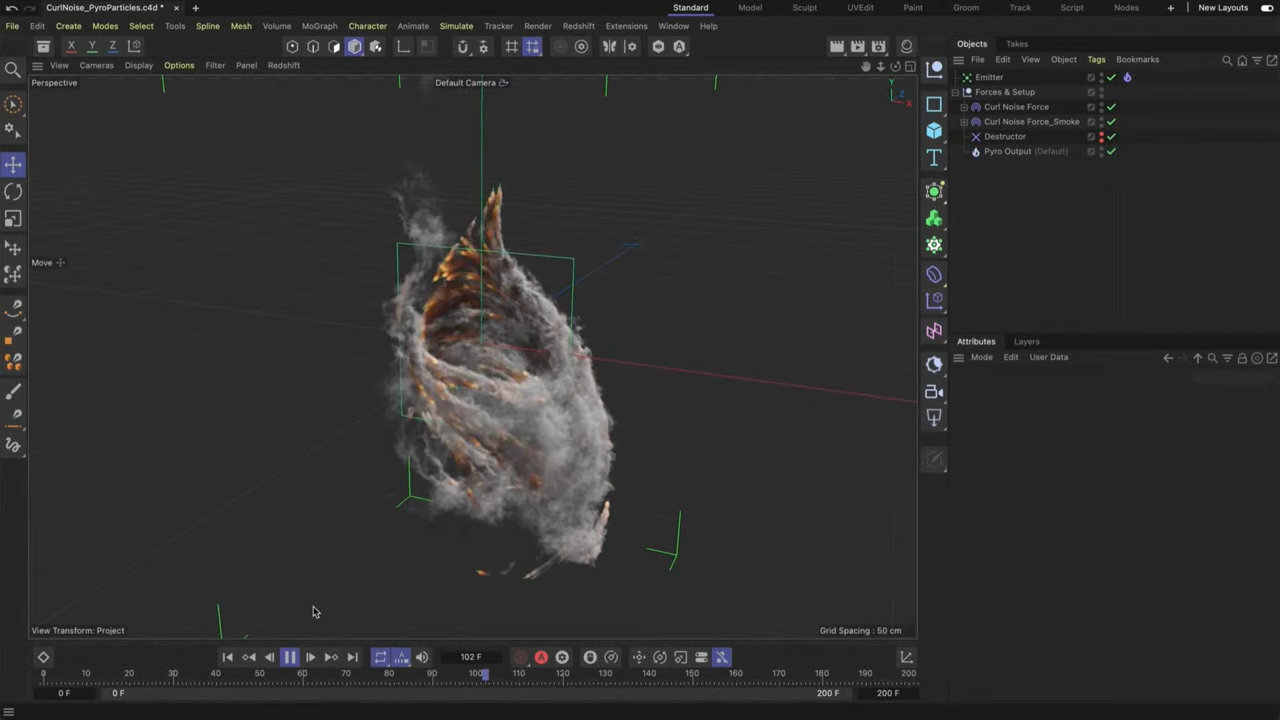 CurlNoise_PyroParticles.c4d *
Standard
Model
Sculpt
UVEdit
Paint
Groom
Track
Script
Nodes
New Layouts
File Edit Create Modes Select Tools Spline Mesh Volume MoGraph Character Animate Simulate Tracker Render Redshift Extensions Window Help
X Y Z
View Cameras Display Options Filter Panel Redshift
Perspective
Default Camera
Y
Z
X
Move
View Transform: Project
Grid Spacing : 50 cm
102 F
0 10 20 30 40 50 60 70 80 90 100 110 120 130 140 150 160 170 180 190 200
0 F
0 F
200 F
200 F
Objects Takes
File Edit View Object Tags Bookmarks
Emitter
Forces & Setup
Curl Noise Force
Curl Noise Force_Smoke
Destructor
Pyro Output (Default)
Attributes Layers
Mode Edit User Data